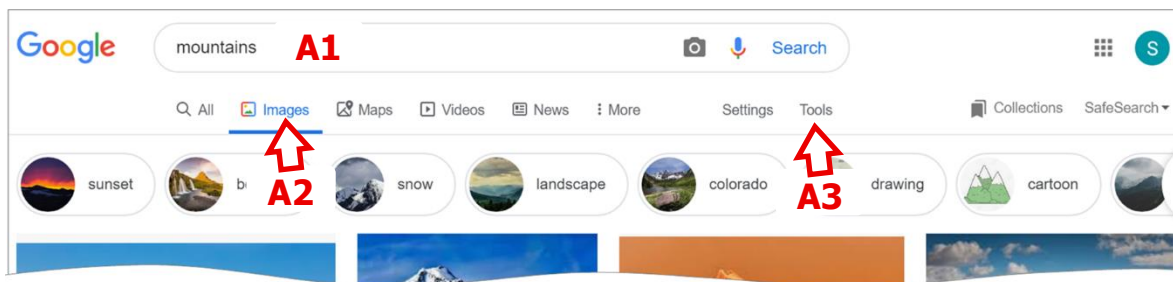 Google mountains A1 Search S
All Images Maps Videos News More Settings Tools Collections SafeSearch
A2 A3
sunset snow landscape colorado drawing cartoon